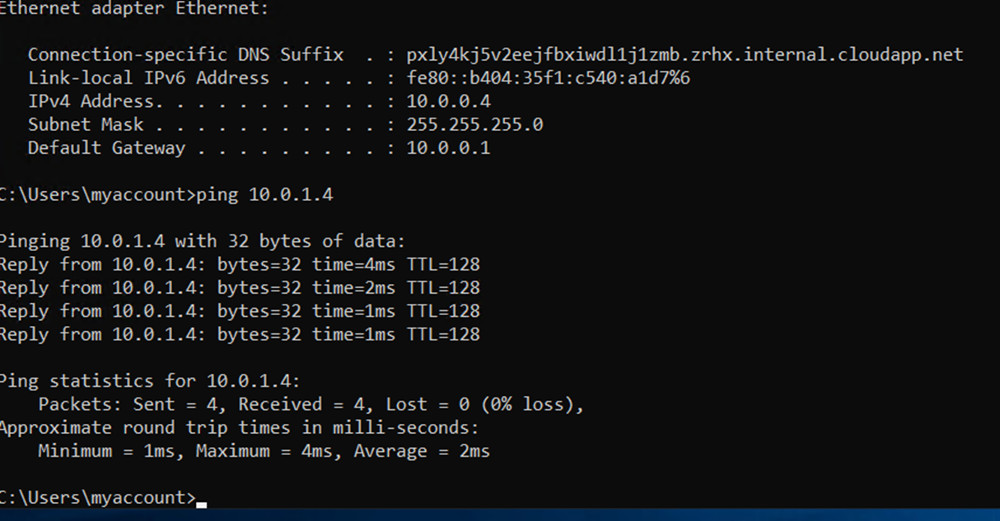 Ethernet adapter Ethernet:
Connection-specific DNS Suffix  . : pxly4kj5v2eejfbxiwdl1j1zmb.zrhx.internal.cloudapp.net
Link-local IPv6 Address . . . . . : fe80::b404:35f1:c540:a1d7%6
IPv4 Address. . . . . . . . . . . : 10.0.0.4
Subnet Mask . . . . . . . . . . . : 255.255.255.0
Default Gateway . . . . . . . . . : 10.0.0.1
C:\Users\myaccount>ping 10.0.1.4
Pinging 10.0.1.4 with 32 bytes of data:
Reply from 10.0.1.4: bytes=32 time=4ms TTL=128
Reply from 10.0.1.4: bytes=32 time=2ms TTL=128
Reply from 10.0.1.4: bytes=32 time=1ms TTL=128
Reply from 10.0.1.4: bytes=32 time=1ms TTL=128
Ping statistics for 10.0.1.4:
Packets: Sent = 4, Received = 4, Lost = 0 (0% loss),
Approximate round trip times in milli-seconds:
Minimum = 1ms, Maximum = 4ms, Average = 2ms
C:\Users\myaccount>